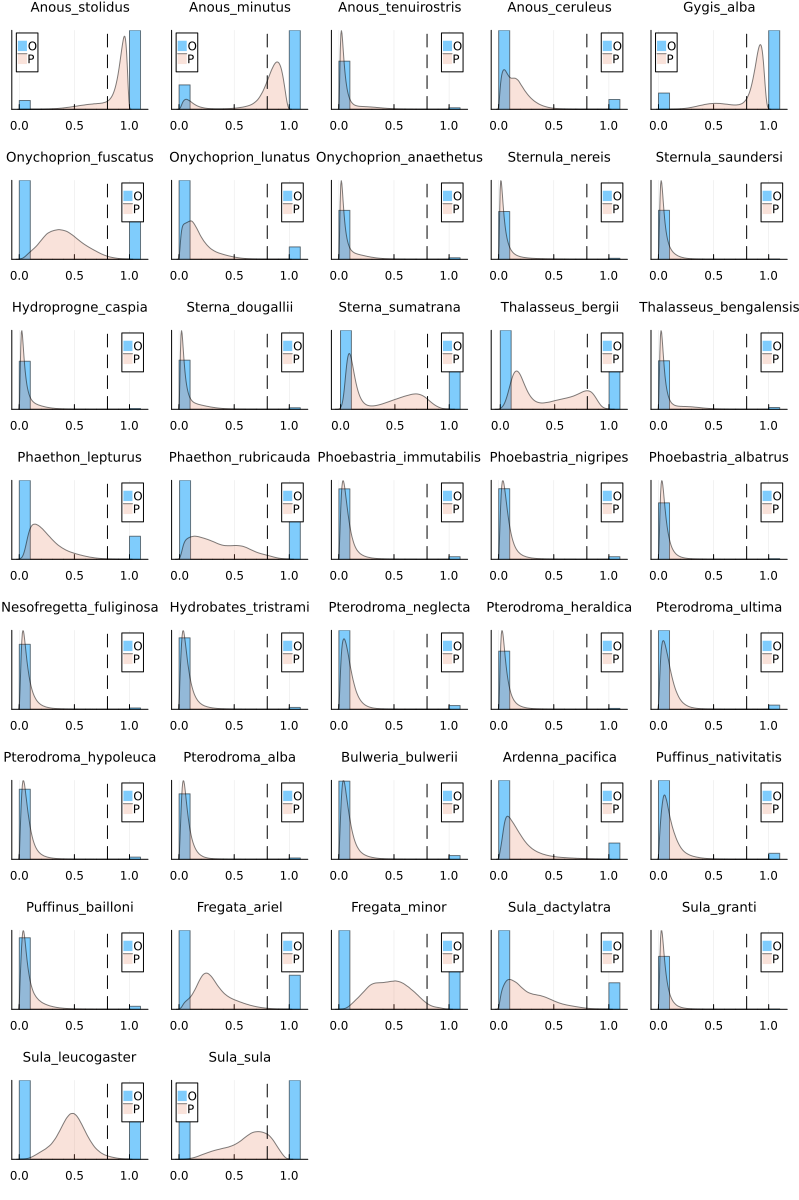 Anous_stolidus Anous_minutus Anous_tenuirostris Anous_ceruleus Gygis_alba
O O O O O
P P P P P
0.0 0.5 1.0 0.0 0.5 1.0 0.0 0.5 1.0 0.0 0.5 1.0 0.0 0.5 1.0
Onychoprion_fuscatus Onychoprion_lunatus Onychoprion_anaethetus Sternula_nereis Sternula_saundersi
O O O O O
P P P P P
0.0 0.5 1.0 0.0 0.5 1.0 0.0 0.5 1.0 0.0 0.5 1.0 0.0 0.5 1.0
Hydroprogne_caspia Sterna_dougallii Sterna_sumatrana Thalasseus_bergii Thalasseus_bengalensis
O O O O O
P P P P P
0.0 0.5 1.0 0.0 0.5 1.0 0.0 0.5 1.0 0.0 0.5 1.0 0.0 0.5 1.0
Phaethon_lepturus Phaethon_rubricauda Phoebastria_immutabilis Phoebastria_nigripes Phoebastria_albatrus
O O O O O
P P P P P
0.0 0.5 1.0 0.0 0.5 1.0 0.0 0.5 1.0 0.0 0.5 1.0 0.0 0.5 1.0
Nesofregetta_fuliginosa Hydrobates_tristrami Pterodroma_neglecta Pterodroma_heraldica Pterodroma_ultima
O O O O O
P P P P P
0.0 0.5 1.0 0.0 0.5 1.0 0.0 0.5 1.0 0.0 0.5 1.0 0.0 0.5 1.0
Pterodroma_hypoleuca Pterodroma_alba Bulweria_bulwerii Ardenna_pacifica Puffinus_nativitatis
O O O O O
P P P P P
0.0 0.5 1.0 0.0 0.5 1.0 0.0 0.5 1.0 0.0 0.5 1.0 0.0 0.5 1.0
Puffinus_bailloni Fregata_ariel Fregata_minor Sula_dactylatra Sula_granti
O O O O O
P P P P P
0.0 0.5 1.0 0.0 0.5 1.0 0.0 0.5 1.0 0.0 0.5 1.0 0.0 0.5 1.0
Sula_leucogaster Sula_sula
O O
P P
0.0 0.5 1.0 0.0 0.5 1.0